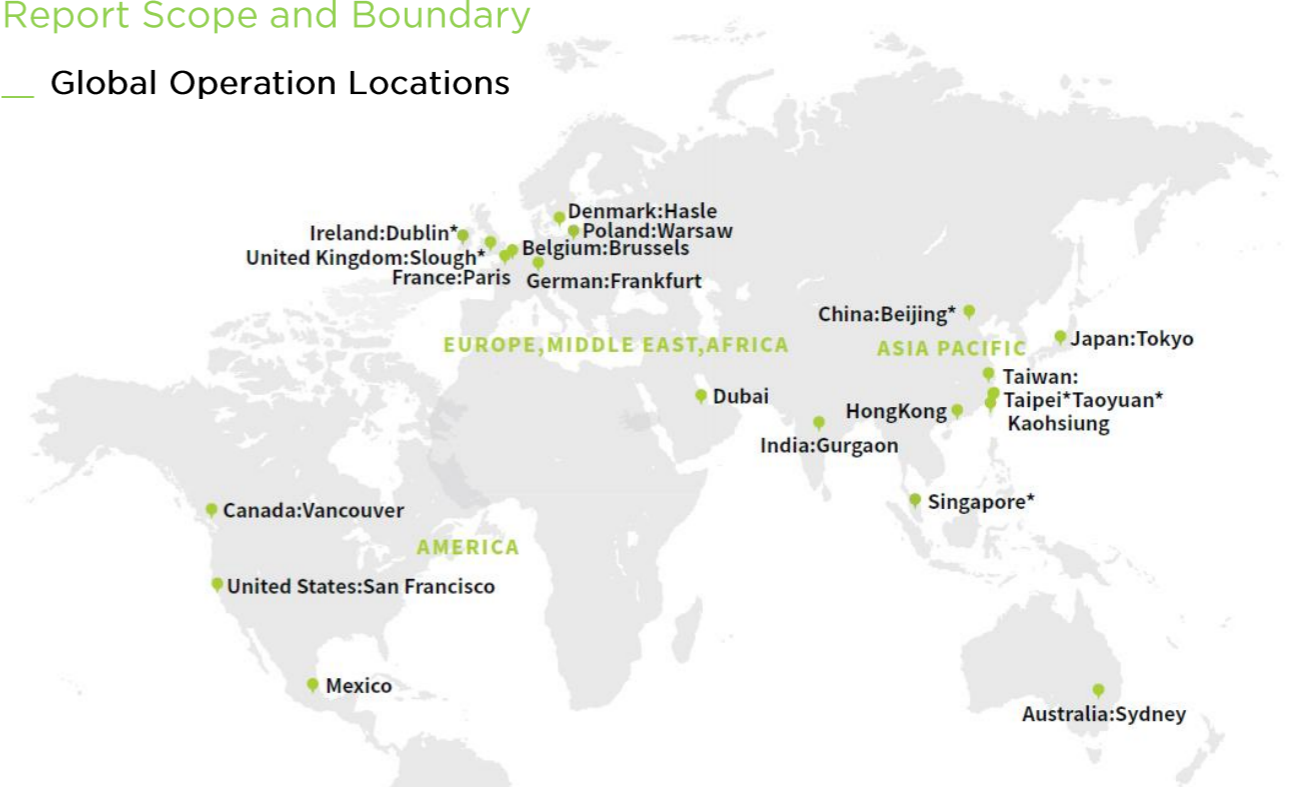 Report Scope and Boundary
Global Operation Locations
Denmark:Hasle
Ireland:Dublin*
Poland:Warsaw
United Kingdom:Slough*
Belgium:Brussels
France:Paris
German:Frankfurt
China:Beijing*
EUROPE,MIDDLE EAST,AFRICA
ASIA PACIFIC
Japan:Tokyo
Taiwan:
Taipei*Taoyuan*
Kaohsiung
Dubai
HongKong
India:Gurgaon
Singapore*
Canada:Vancouver
AMERICA
United States:San Francisco
Mexico
Australia:Sydney